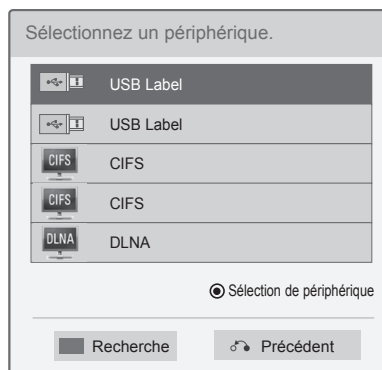 Sélectionnez un périphérique.
USB Label
USB Label
CIFS CIFS
CIFS CIFS
DLNA DLNA
Sélection de périphérique
Recherche Précédent